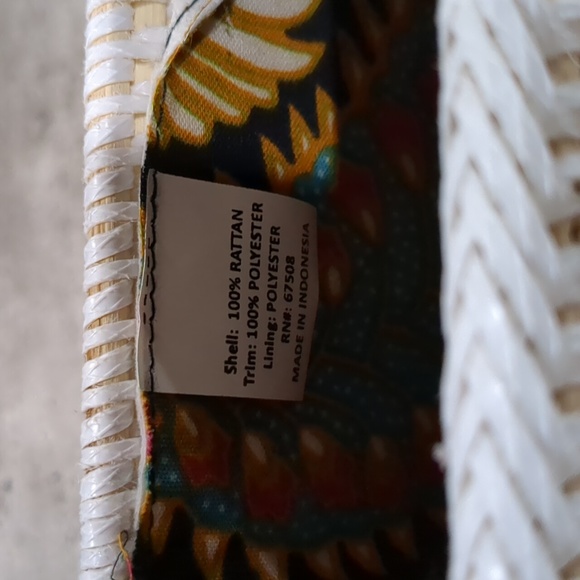 Shell: 100% RATTAN
Trim: 100% POLYESTER
Lining: POLYESTER
RN#: 67508
MADE IN INDONESIA